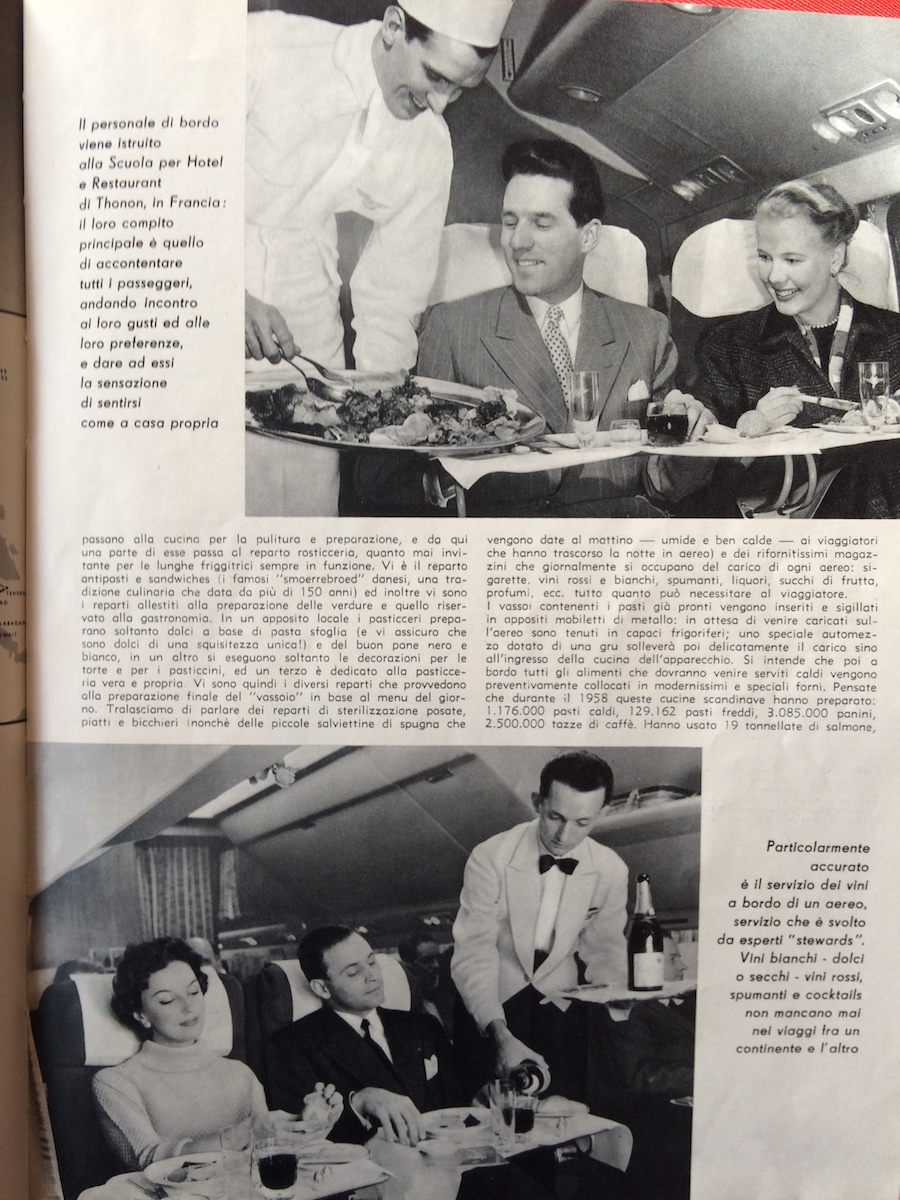 Il personale di bordo
viene istruito
alla Scuola per Hotel
e Restaurant
di Thonon, in Francia:
il loro compito
principale è quello
di accontentare
tutti i passeggeri,
andando incontro
ai loro gusti ed alle
loro preferenze,
e dare ad essi
la sensazione
di sentirsi
come a casa propria
passano alla cucina per la pulitura e preparazione, e da qui
una parte di esse passa al reparto rosticceria, quanto mai invi-
tante per le lunghe friggitrici sempre in funzione. Vi è il reparto
antipasti e sandwiches (i famosi "smoerrebroed" danesi, una tra-
dizione culinaria che data da più di 150 anni) ed inoltre vi sono
i reparti allestiti alla preparazione delle verdure e quello riser-
vato alla gastronomia. In un apposito locale i pasticceri prepa-
rano soltanto dolci a base di pasta sfoglia (e vi assicuro che
sono dolci di una squisitezza unica!) e del buon pane nero e
bianco, in un altro si eseguono soltanto le decorazioni per le
torte e per i pasticcini, ed un terzo è dedicato alla pasticce-
ria vera e propria. Vi sono quindi i diversi reparti che provvedono
alla preparazione finale del "vassoio" in base al menu del gior-
no. Tralasciamo di parlare dei reparti di sterilizzazione posate,
piatti e bicchieri (nonchè delle piccole salviettine di spugna che
vengono date al mattino — umide e ben calde — ai viaggiatori
che hanno trascorso la notte in aereo) e dei rifornitissimi magaz-
zini che giornalmente si occupano del carico di ogni aereo: si-
garette, vini rossi e bianchi, spumanti, liquori, succhi di frutta,
profumi, ecc. tutto quanto può necessitare al viaggiatore.
I vassoi contenenti i pasti già pronti vengono inseriti e sigillati
in appositi mobiletti di metallo: in attesa di venire caricati sul-
l'aereo sono tenuti in capaci frigoriferi; uno speciale automez-
zo dotato di una gru solleverà poi delicatamente il carico sino
all'ingresso della cucina dell'apparecchio. Si intende che poi a
bordo tutti gli alimenti che dovranno venire serviti caldi vengono
preventivamente collocati in modernissimi e speciali forni. Pensate
che durante il 1958 queste cucine scandinave hanno preparato:
1.176.000 pasti caldi, 129.162 pasti freddi, 3.085.000 panini,
2.500.000 tazze di caffè. Hanno usato 19 tonnellate di salmone,
Particolarmente
accurato
è il servizio dei vini
a bordo di un aereo,
servizio che è svolto
da esperti "stewards".
Vini bianchi - dolci
o secchi - vini rossi,
spumanti e cocktails
non mancano mai
nei viaggi fra un
continente e l'altro